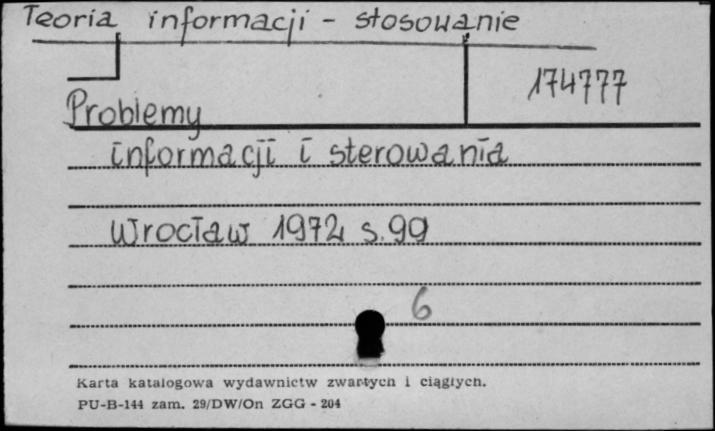 Teoria informacji - stosowanie
174777
Problemy
informacji i sterowania
Wrocław 1972 s. 99
6
Karta katalogowa wydawnictw zwartych i ciągłych.
PU-B-144 zam. 29/DW/On ZGG - 204